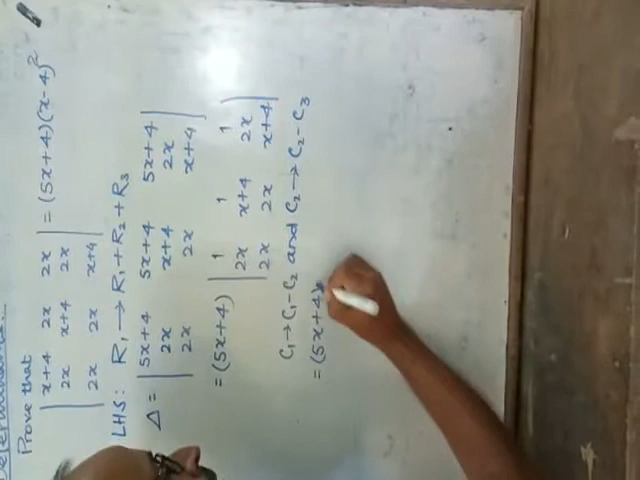 Determinants_
Prove that
| x+4 2x 2x |
| 2x x+4 2x | = (5x+4)(x-4)²
| 2x 2x x+4 |
LHS: R₁ → R₁+R₂+R₃
| 5x+4 5x+4 5x+4 |
Δ = | 2x x+4 2x |
| 2x 2x x+4 |
| 1 1 1 |
= (5x+4) | 2x x+4 2x |
| 2x 2x x+4 |
C₁→C₁-C₂ and C₂→C₂-C₃
= (5x+4)